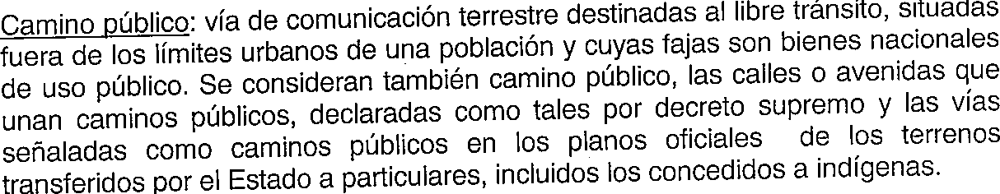 Camino público: vía de comunicación terrestre destinadas al libre tránsito, situadas
fuera de los límites urbanos de una población y cuyas fajas son bienes nacionales
de uso público. Se consideran también camino público, las calles o avenidas que
unan caminos públicos, declaradas como tales por decreto supremo y las vías
señaladas como caminos públicos en los planos oficiales de los terrenos
transferidos por el Estado a particulares, incluidos los concedidos a indígenas.